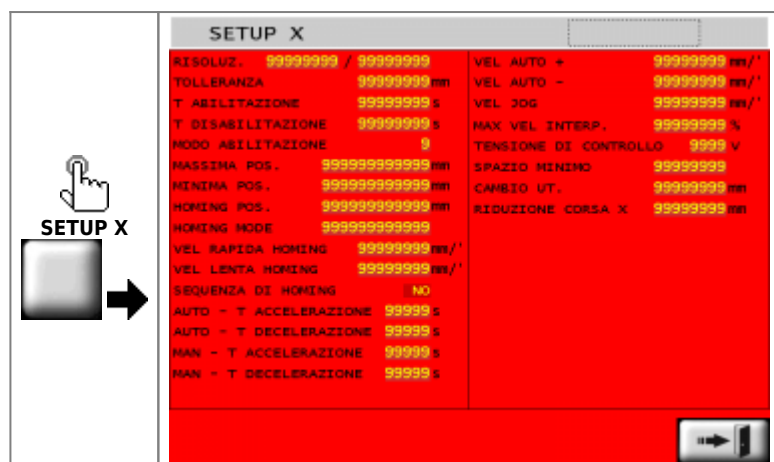 SETUP X
SETUP X
RISOLUZ. 99999999 / 99999999
TOLLERANZA 99999999 mm
T ABILITAZIONE 99999999 s
T DISABILITAZIONE 99999999 s
MODO ABILITAZIONE 9
MASSIMA POS. 999999999999 mm
MINIMA POS. 999999999999 mm
HOMING POS. 999999999999 mm
HOMING MODE 999999999999
VEL RAPIDA HOMING 99999999 mm/'
VEL LENTA HOMING 99999999 mm/'
SEQUENZA DI HOMING NO
AUTO - T ACCELERAZIONE 99999 s
AUTO - T DECELERAZIONE 99999 s
MAN - T ACCELERAZIONE 99999 s
MAN - T DECELERAZIONE 99999 s
VEL AUTO + 99999999 mm/'
VEL AUTO - 99999999 mm/'
VEL JOG 99999999 mm/'
MAX VEL INTERP. 99999999 %
TENSIONE DI CONTROLLO 9999 V
SPAZIO MINIMO 99999999
CAMBIO UT. 99999999 mm
RIDUZIONE CORSA X 99999999 mm